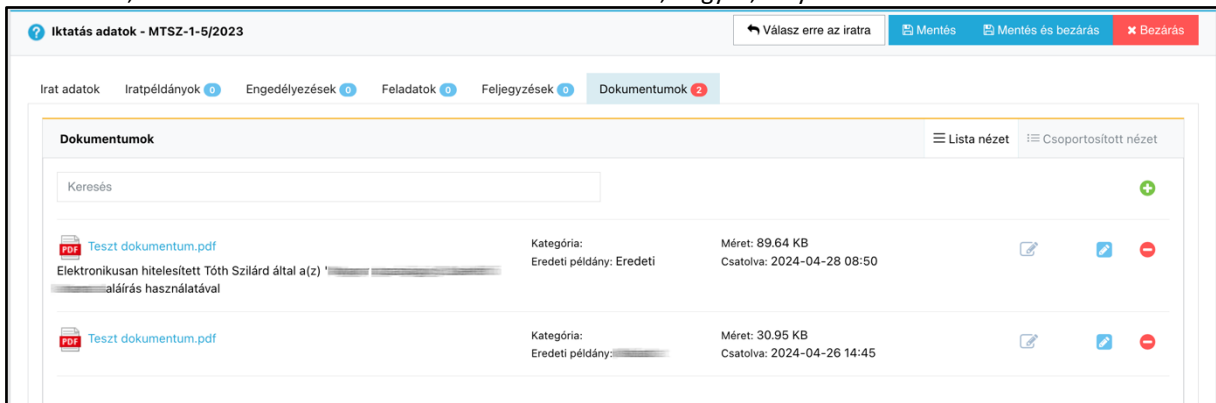 Iktatás adatok - MTSZ-1-5/2023
Válasz erre az iratra
Mentés
Mentés és bezárás
Bezárás
Irat adatok
Iratpéldányok 0
Engedélyezések 0
Feladatok 0
Feljegyzések 0
Dokumentumok 2
Dokumentumok
Lista nézet
Csoportosított nézet
Keresés
PDF
Teszt dokumentum.pdf
Elektronikusan hitelesített Tóth Szilárd által a(z) '
aláírás használatával
Kategória:
Eredeti példány: Eredeti
Méret: 89.64 KB
Csatolva: 2024-04-28 08:50
PDF
Teszt dokumentum.pdf
Kategória:
Eredeti példány:
Méret: 30.95 KB
Csatolva: 2024-04-26 14:45